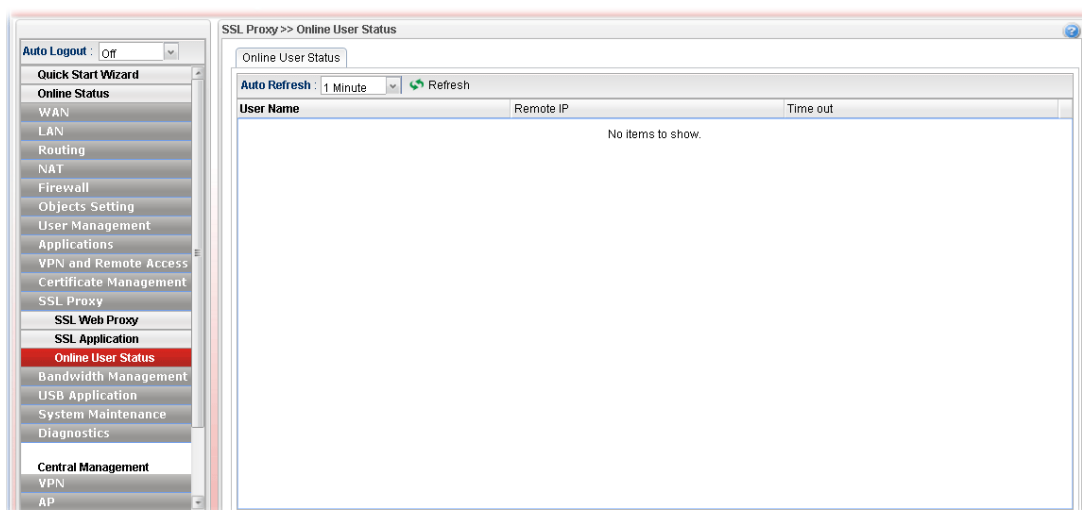 SSL Proxy >> Online User Status
Auto Logout : Off
Quick Start Wizard
Online Status
WAN
LAN
Routing
NAT
Firewall
Objects Setting
User Management
Applications
VPN and Remote Access
Certificate Management
SSL Proxy
SSL Web Proxy
SSL Application
Online User Status
Bandwidth Management
USB Application
System Maintenance
Diagnostics
Central Management
VPN
AP
Online User Status
Auto Refresh : 1 Minute Refresh
User Name Remote IP Time out
No items to show.